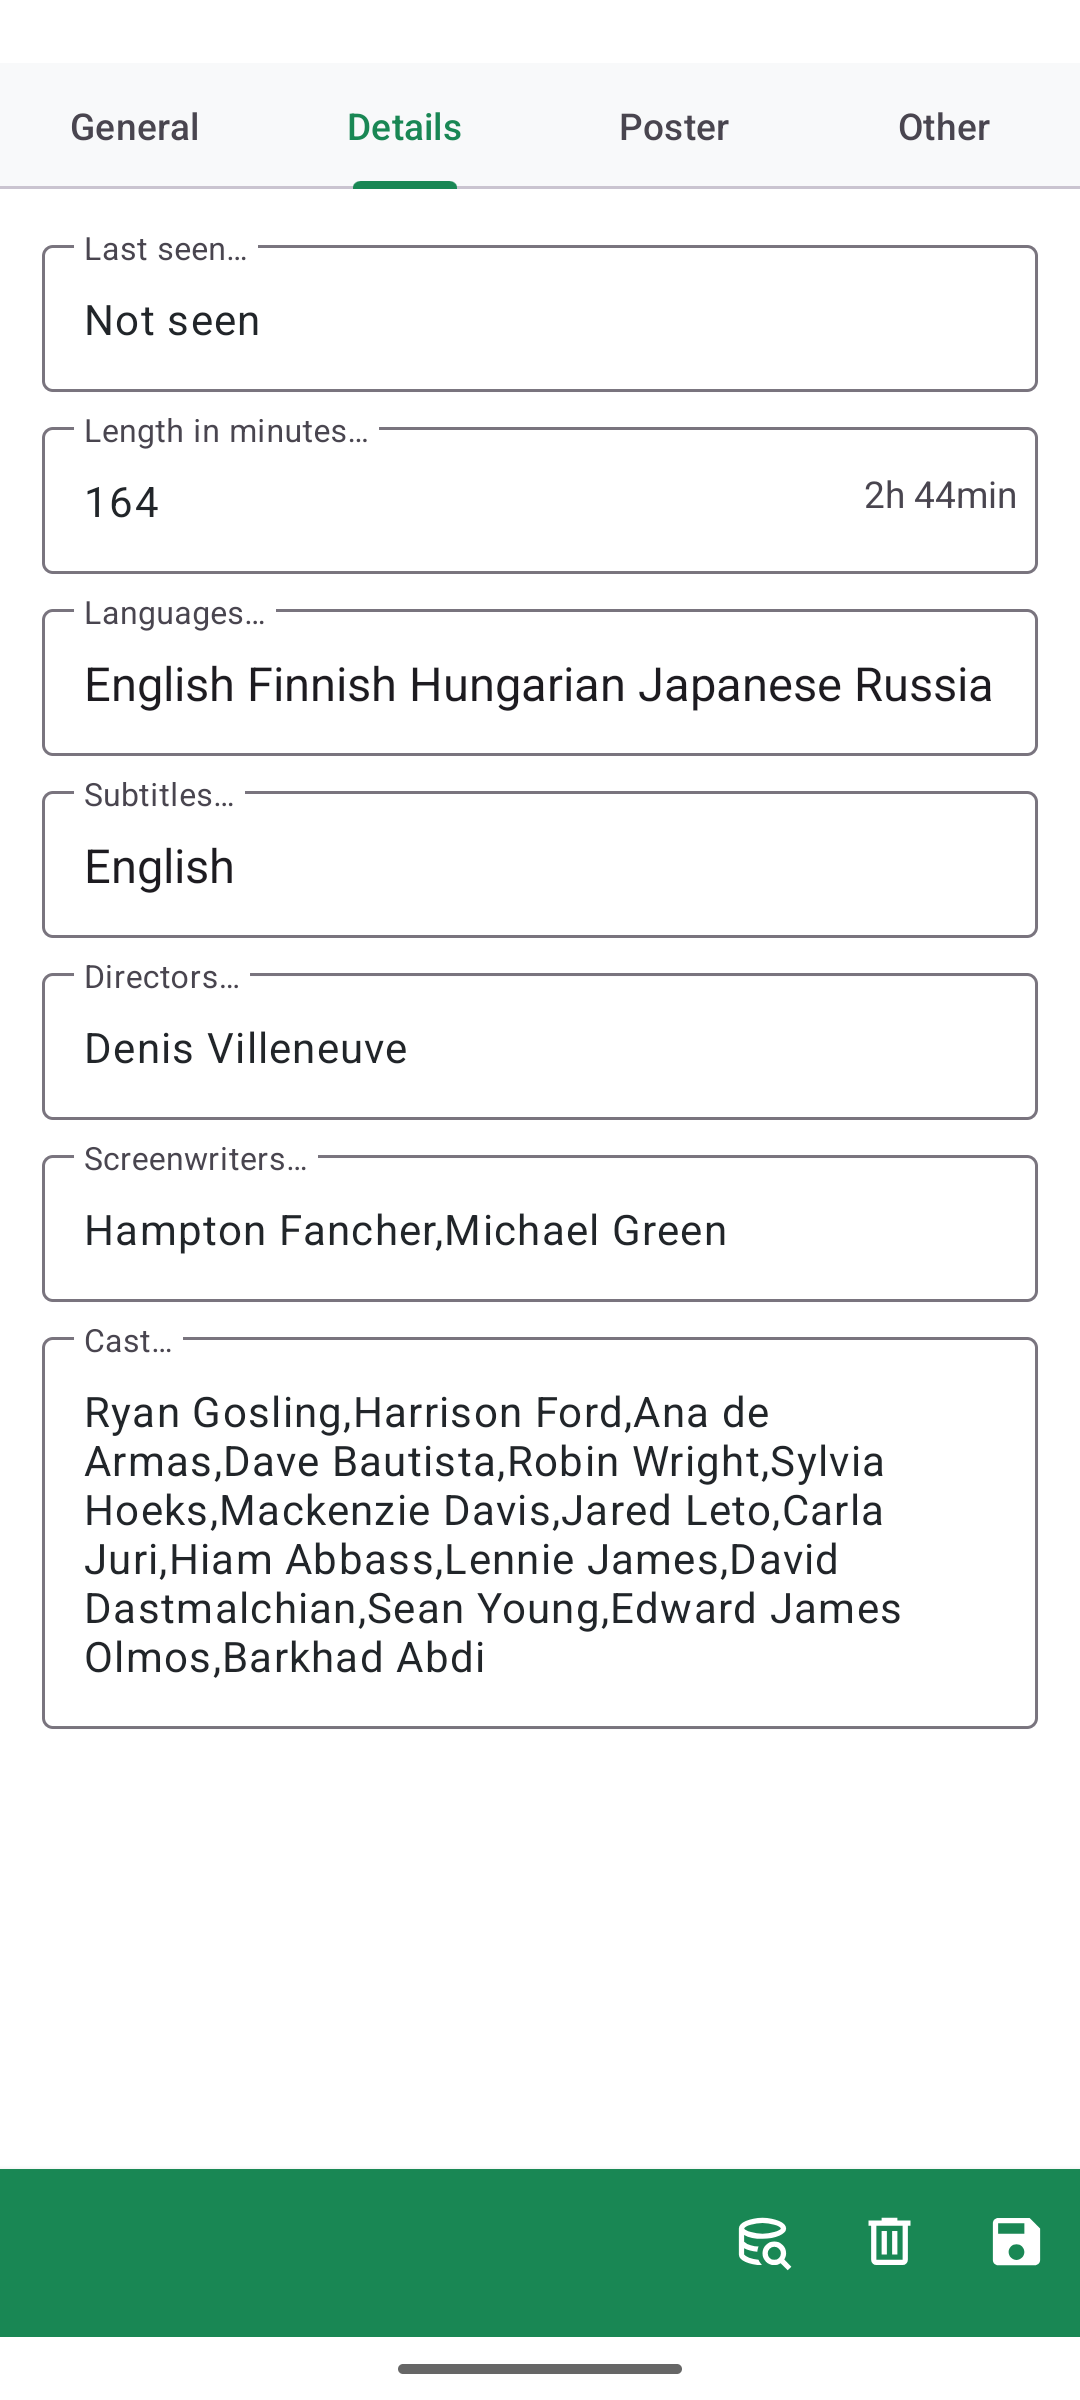 General
Details
Poster
Other
Last seen…
Not seen
Length in minutes…
164
2h 44min
Languages…
English Finnish Hungarian Japanese Russia
Subtitles…
English
Directors…
Denis Villeneuve
Screenwriters…
Hampton Fancher,Michael Green
Cast…
Ryan Gosling,Harrison Ford,Ana de
Armas,Dave Bautista,Robin Wright,Sylvia
Hoeks,Mackenzie Davis,Jared Leto,Carla
Juri,Hiam Abbass,Lennie James,David
Dastmalchian,Sean Young,Edward James
Olmos,Barkhad Abdi